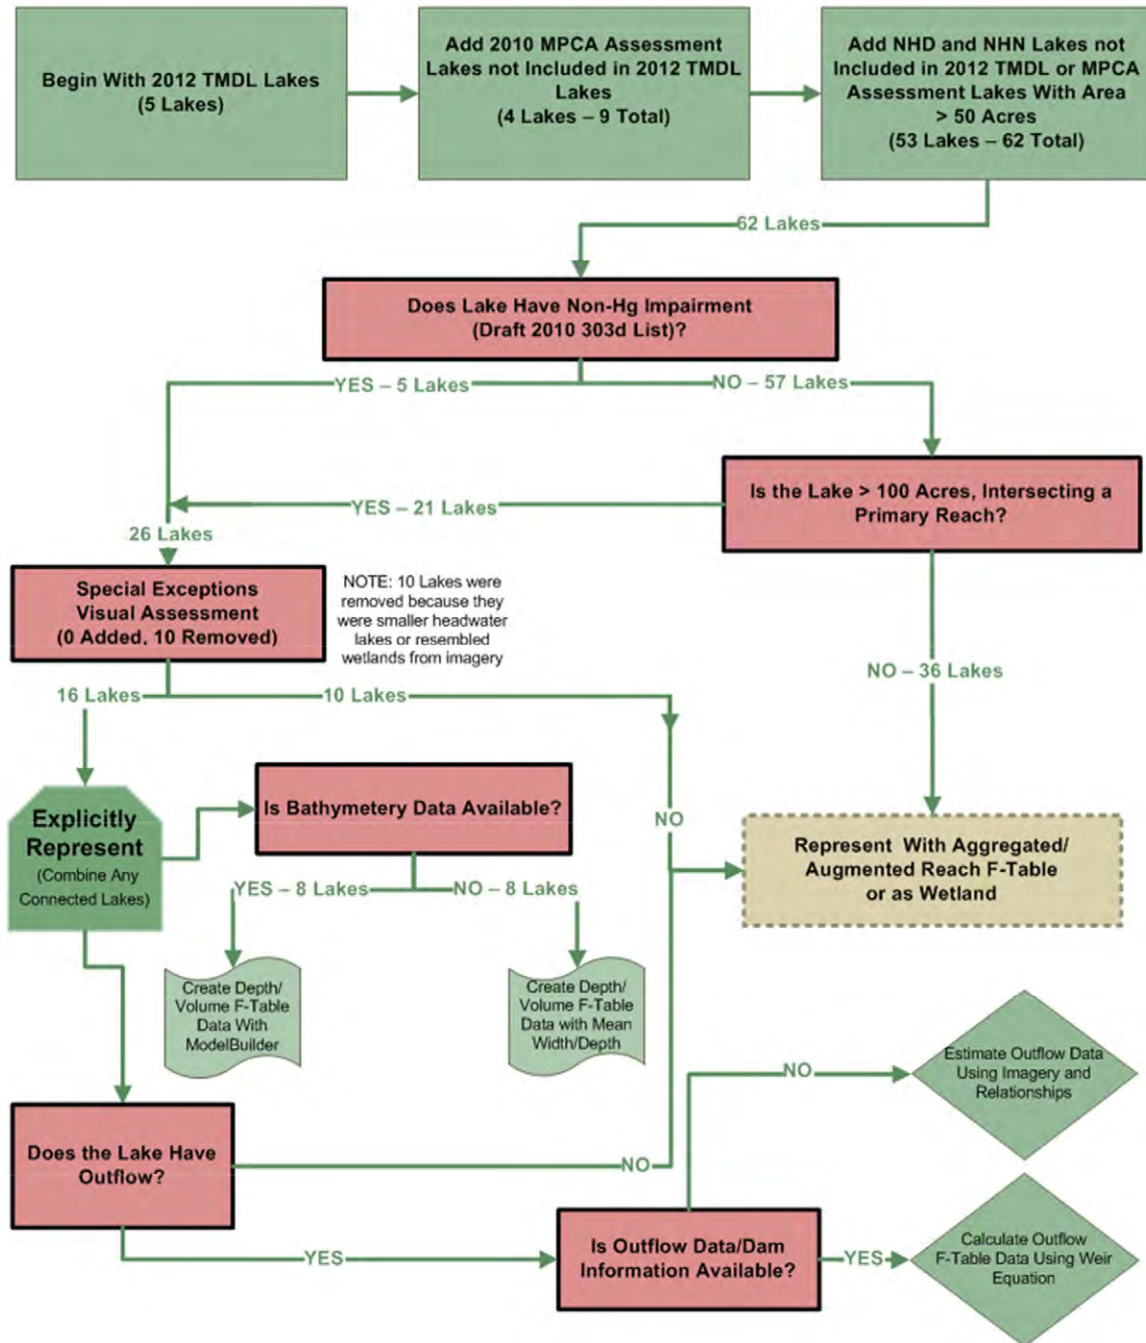 Begin With 2012 TMDL Lakes
(5 Lakes)
Add 2010 MPCA Assessment
Lakes not Included in 2012 TMDL
Lakes
(4 Lakes – 9 Total)
Add NHD and NHN Lakes not
Included in 2012 TMDL or MPCA
Assessment Lakes With Area
> 50 Acres
(53 Lakes – 62 Total)
62 Lakes
Does Lake Have Non-Hg Impairment
(Draft 2010 303d List)?
YES – 5 Lakes
NO – 57 Lakes
Is the Lake > 100 Acres, Intersecting a
Primary Reach?
YES – 21 Lakes
26 Lakes
Special Exceptions
Visual Assessment
(0 Added, 10 Removed)
NOTE: 10 Lakes were
removed because they
were smaller headwater
lakes or resembled
wetlands from imagery
NO – 36 Lakes
16 Lakes
10 Lakes
Explicitly
Represent
(Combine Any
Connected Lakes)
Is Bathymetery Data Available?
NO
Represent With Aggregated/
Augmented Reach F-Table
or as Wetland
YES – 8 Lakes
NO – 8 Lakes
Create Depth/
Volume F-Table
Data With
ModelBuilder
Create Depth/
Volume F-Table
Data with Mean
Width/Depth
Estimate Outflow Data
Using Imagery and
Relationships
NO
Does the Lake Have
Outflow?
NO
YES
Is Outflow Data/Dam
Information Available?
YES
Calculate Outflow
F-Table Data Using Weir
Equation